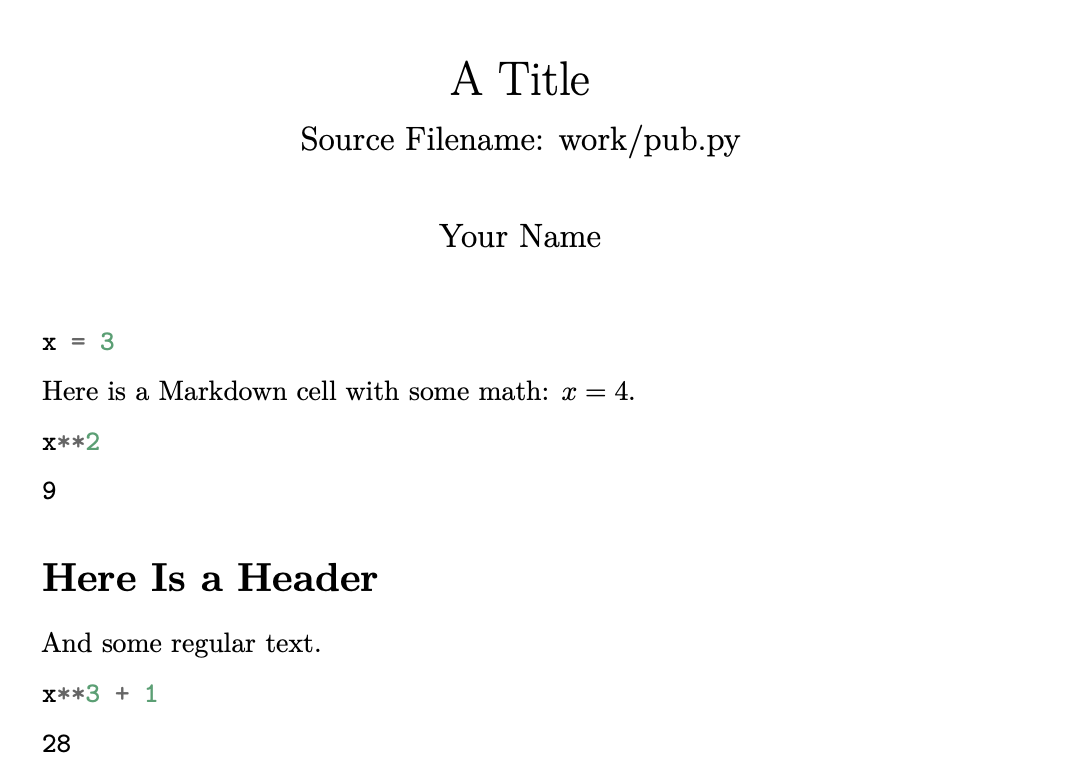 A Title
Source Filename: work/pub.py
Your Name
x = 3
Here is a Markdown cell with some math: x = 4.
x**2
9
Here Is a Header
And some regular text.
x**3 + 1
28